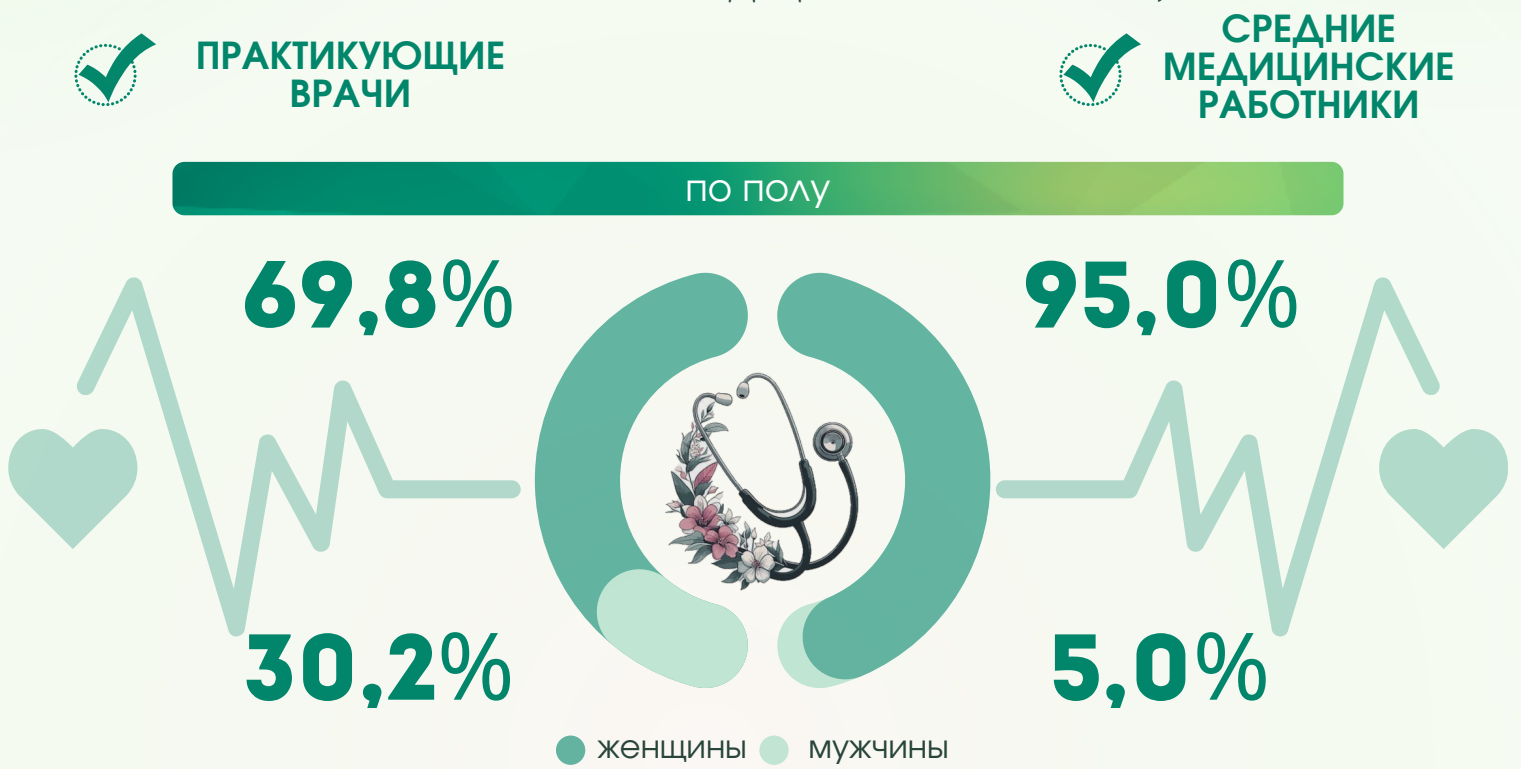 ПРАКТИКУЮЩИЕ
ВРАЧИ
СРЕДНИЕ
МЕДИЦИНСКИЕ
РАБОТНИКИ
по полу
69,8%
95,0%
30,2%
5,0%
женщины
мужчины